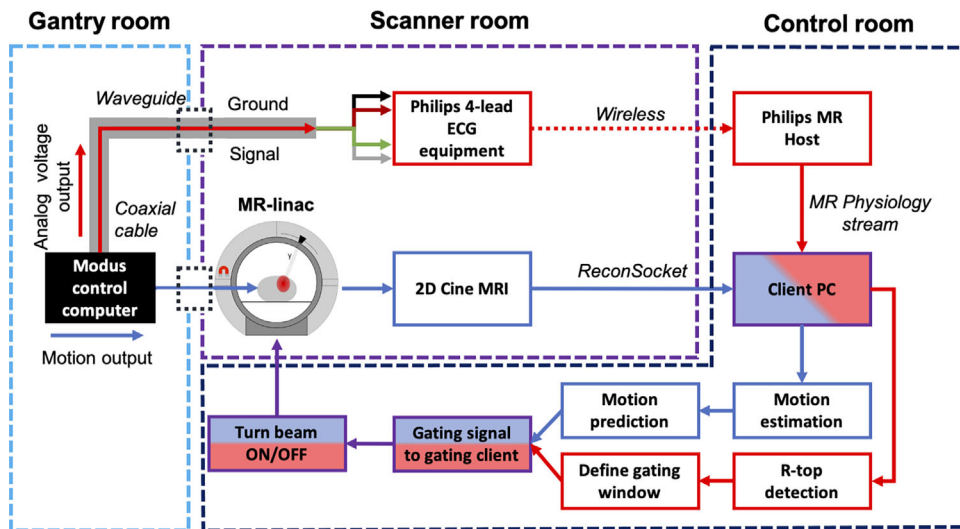 Gantry room
Scanner room
Control room
Waveguide
Ground
Signal
Philips 4-lead
ECG
equipment
Wireless
Philips MR
Host
Analog voltage
output
Coaxial
cable
MR Physiology
stream
MR-linac
Y
Modus
control
computer
2D Cine MRI
ReconSocket
Client PC
Motion output
Turn beam
ON/OFF
Gating signal
to gating client
Motion
prediction
Motion
estimation
Define gating
window
R-top
detection